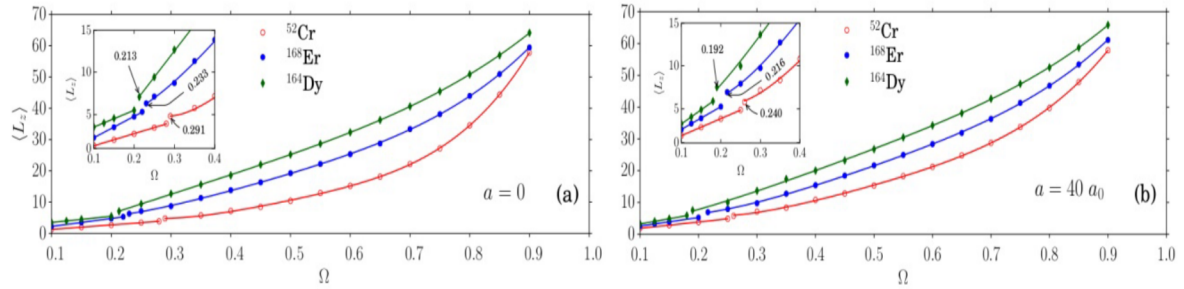 70
60
50
40
30
20
10
0
⟨L_z⟩
0.1 0.2 0.3 0.4 0.5 0.6 0.7 0.8 0.9 1.0
Ω
15
10
5
0
⟨L_z⟩
0.1 0.2 0.3 0.4
Ω
0.213
0.233
0.291
⁵²Cr
¹⁶⁸Er
¹⁶⁴Dy
a = 0
(a)
70
60
50
40
30
20
10
0
0.1 0.2 0.3 0.4 0.5 0.6 0.7 0.8 0.9 1.0
Ω
15
10
5
0
⟨L_z⟩
0.1 0.2 0.3 0.4
Ω
0.192
0.216
0.240
⁵²Cr
¹⁶⁸Er
¹⁶⁴Dy
a = 40 a₀
(b)